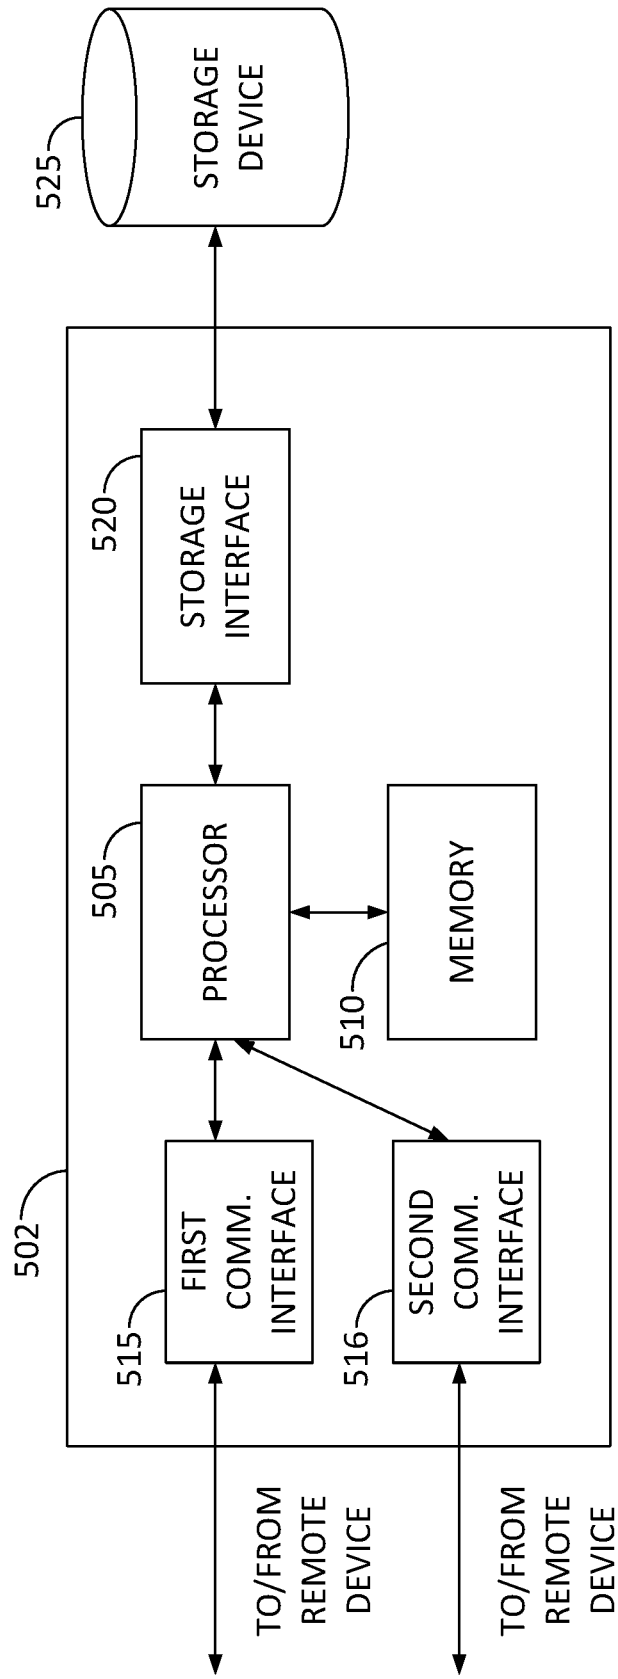 502
515
FIRST
COMM.
INTERFACE
TO/FROM
REMOTE
DEVICE
516
SECOND
COMM.
INTERFACE
TO/FROM
REMOTE
DEVICE
505
PROCESSOR
510
MEMORY
520
STORAGE
INTERFACE
525
STORAGE
DEVICE